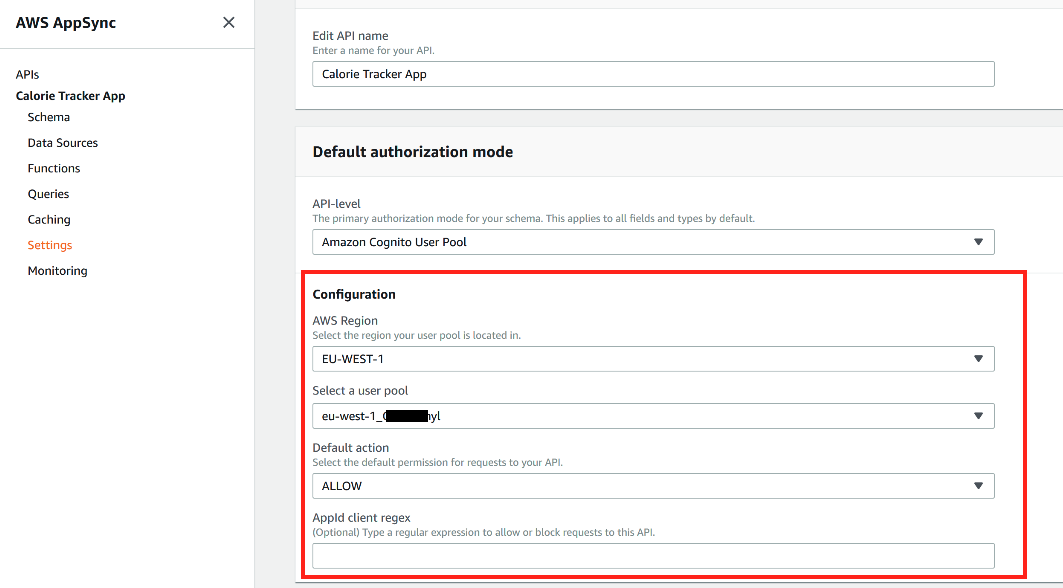 AWS AppSync
APIs
Calorie Tracker App
Schema
Data Sources
Functions
Queries
Caching
Settings
Monitoring
Edit API name
Enter a name for your API.
Calorie Tracker App
Default authorization mode
API-level
The primary authorization mode for your schema. This applies to all fields and types by default.
Amazon Cognito User Pool
Configuration
AWS Region
Select the region your user pool is located in.
EU-WEST-1
Select a user pool
Default action
Select the default permission for requests to your API.
ALLOW
AppId client regex
(Optional) Type a regular expression to allow or block requests to this API.